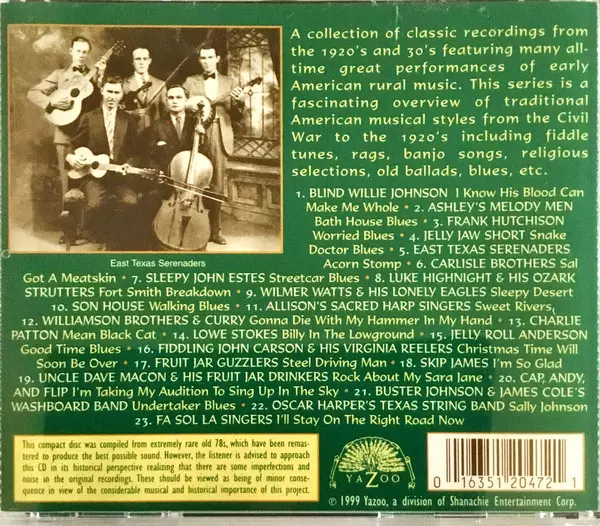 A collection of classic recordings from
the 1920's and 30's featuring many all-
time great performances of early
American rural music. This series is a
fascinating overview of traditional
American musical styles from the Civil
War to the 1920's including fiddle
tunes, rags, banjo songs, religious
selections, old ballads, blues, etc.
East Texas Serenaders
1. BLIND WILLIE JOHNSON I Know His Blood Can
Make Me Whole • 2. ASHLEY'S MELODY MEN
Bath House Blues • 3. FRANK HUTCHISON
Worried Blues • 4. JELLY JAW SHORT Snake
Doctor Blues • 5. EAST TEXAS SERENADERS
Acorn Stomp • 6. CARLISLE BROTHERS Sal
Got A Meatskin • 7. SLEEPY JOHN ESTES Streetcar Blues • 8. LUKE HIGHNIGHT & HIS OZARK
STRUTTERS Fort Smith Breakdown • 9. WILMER WATTS & HIS LONELY EAGLES Sleepy Desert
10. SON HOUSE Walking Blues • 11. ALLISON'S SACRED HARP SINGERS Sweet Rivers
12. WILLIAMSON BROTHERS & CURRY Gonna Die With My Hammer In My Hand • 13. CHARLIE
PATTON Mean Black Cat • 14. LOWE STOKES Billy In The Lowground • 15. JELLY ROLL ANDERSON
Good Time Blues • 16. FIDDLING JOHN CARSON & HIS VIRGINIA REELERS Christmas Time Will
Soon Be Over • 17. FRUIT JAR GUZZLERS Steel Driving Man • 18. SKIP JAMES I'm So Glad
19. UNCLE DAVE MACON & HIS FRUIT JAR DRINKERS Rock About My Sara Jane • 20. CAP, ANDY,
AND FLIP I'm Taking My Audition To Sing Up In The Sky • 21. BUSTER JOHNSON & JAMES COLE'S
WASHBOARD BAND Undertaker Blues • 22. OSCAR HARPER'S TEXAS STRING BAND Sally Johnson
23. FA SOL LA SINGERS I'll Stay On The Right Road Now
This compact disc was compiled from extremely rare old 78s, which have been remas-
tered to produce the best possible sound. However, the listener is advised to approach
this CD in its historical perspective realizing that there are some imperfections and
noise in the original recordings. These should be viewed as being of minor conse-
quence in view of the considerable musical and historical importance of this project.
YAZOO
0 16351 20472 1
℗ 1999 Yazoo, a division of Shanachie Entertainment Corp.